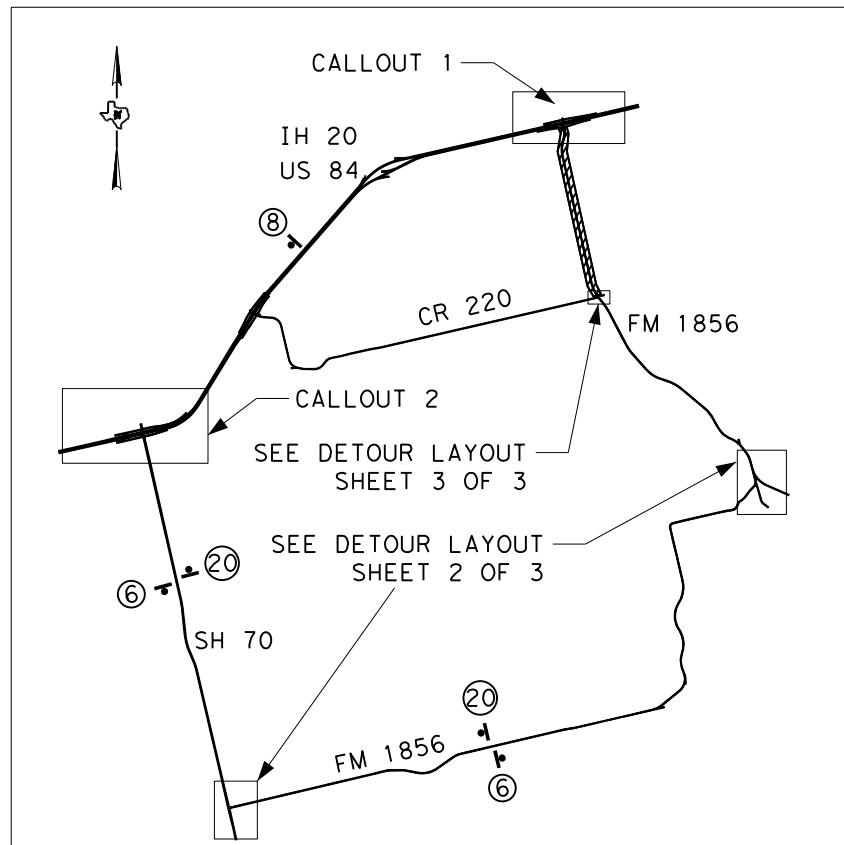 CALLOUT 1
IH 20
US 84
8
CR 220
FM 1856
CALLOUT 2
SEE DETOUR LAYOUT
SHEET 3 OF 3
SEE DETOUR LAYOUT
SHEET 2 OF 3
20
6
SH 70
20
FM 1856
6